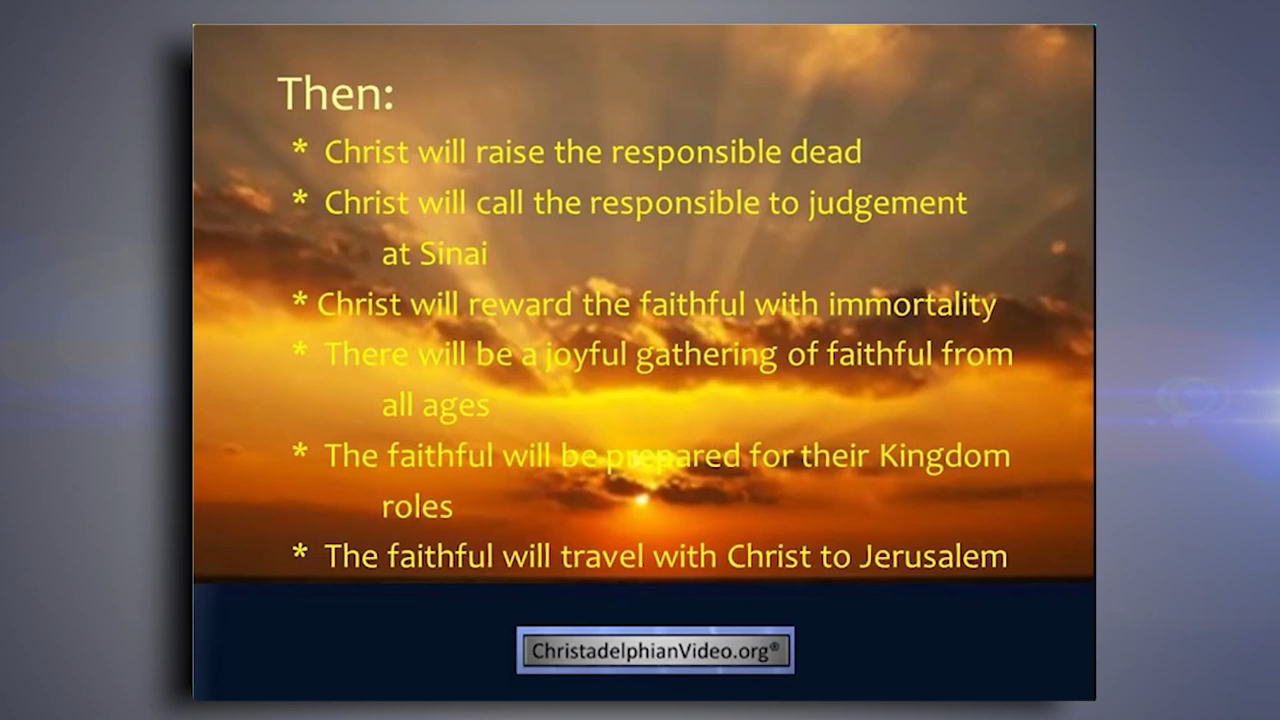 Then:
* Christ will raise the responsible dead
* Christ will call the responsible to judgement
at Sinai
* Christ will reward the faithful with immortality
* There will be a joyful gathering of faithful from
all ages
* The faithful will be prepared for their Kingdom
roles
* The faithful will travel with Christ to Jerusalem
ChristadelphianVideo.org®